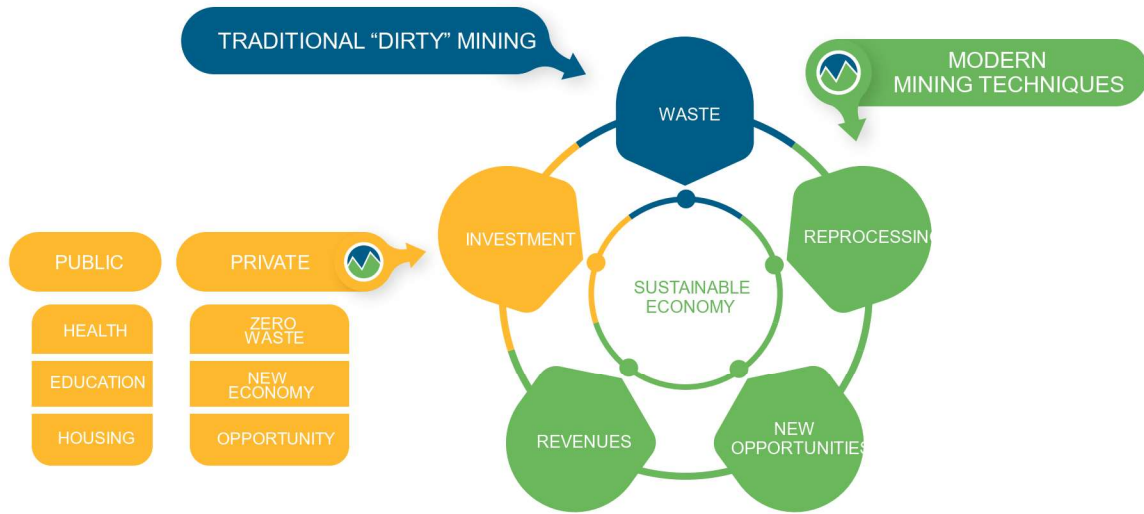 TRADITIONAL “DIRTY” MINING
MODERN
MINING TECHNIQUES
WASTE
INVESTMENT
REPROCESSING
PUBLIC
PRIVATE
SUSTAINABLE
ECONOMY
HEALTH
ZERO
WASTE
EDUCATION
NEW
ECONOMY
HOUSING
OPPORTUNITY
REVENUES
NEW
OPPORTUNITIES